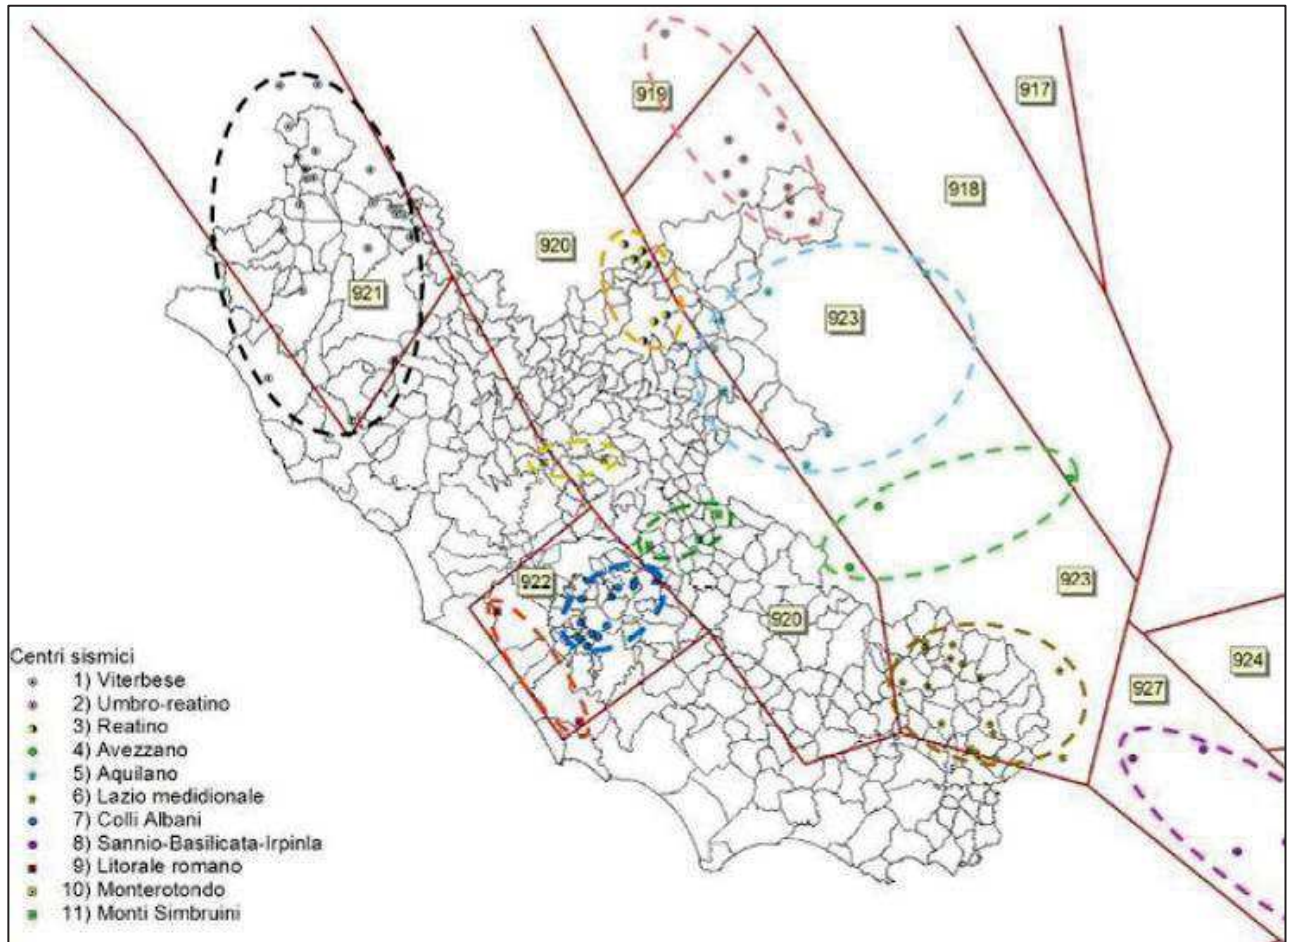 919
917
918
920
921
923
922
923
920
924
927
Centri sismici
1) Viterbese
2) Umbro-reatino
3) Reatino
4) Avezzano
5) Aquilano
6) Lazio medidionale
7) Colli Albani
8) Sannio-Basilicata-Irpinla
9) Litorale romano
10) Monterotondo
11) Monti Simbruini